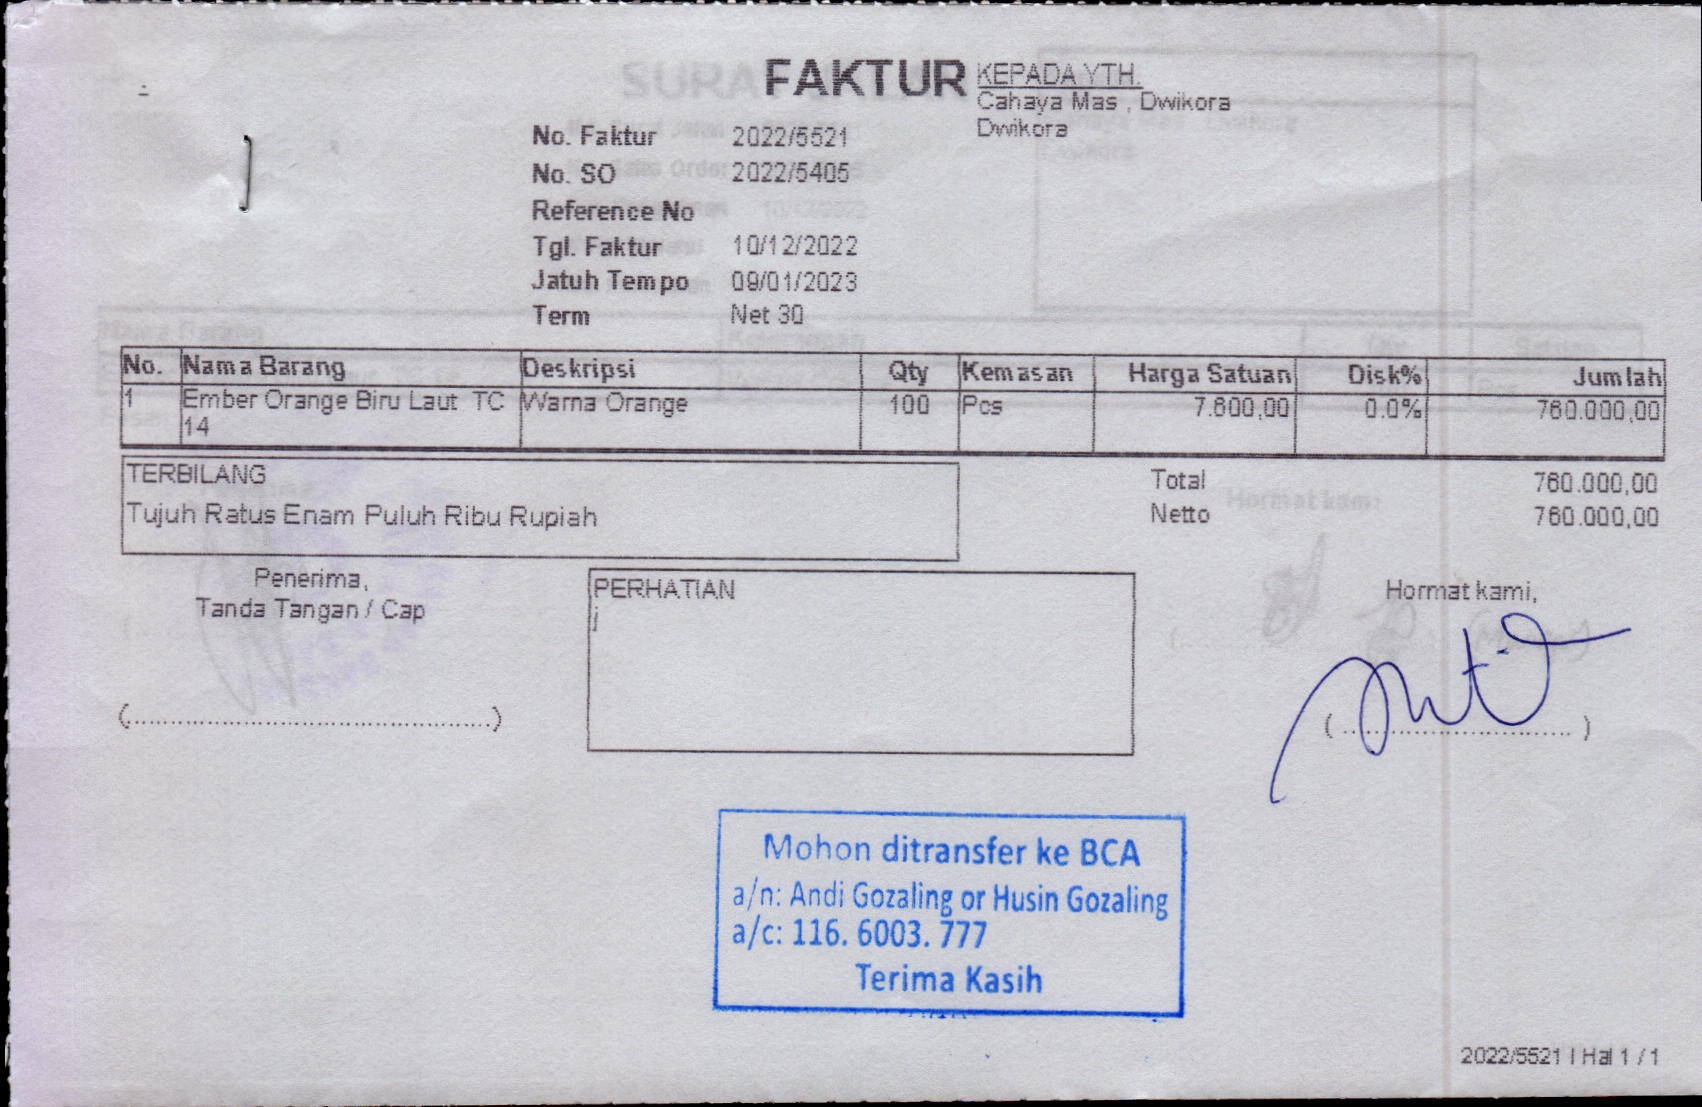 FAKTUR
KEPADA YTH.
Cahaya Mas , Dwikora
Dwikora
No. Faktur 2022/5521
No. SO 2022/5405
Reference No
Tgl. Faktur 10/12/2022
Jatuh Tempo 09/01/2023
Term Net 30
No. Nama Barang Deskripsi Qty Kemasan Harga Satuan Disk% Jumlah
1 Ember Orange Biru Laut TC Warna Orange 100 Pcs 7.600,00 0.0% 760.000,00
14
TERBILANG
Tujuh Ratus Enam Puluh Ribu Rupiah
Total 760.000,00
Netto 760.000,00
Penerima,
Tanda Tangan / Cap
(................................................)
PERHATIAN
i
Hormat kami,
(................................)
Mohon ditransfer ke BCA
a/n: Andi Gozaling or Husin Gozaling
a/c: 116. 6003. 777
Terima Kasih
2022/5521 | Hal 1 / 1